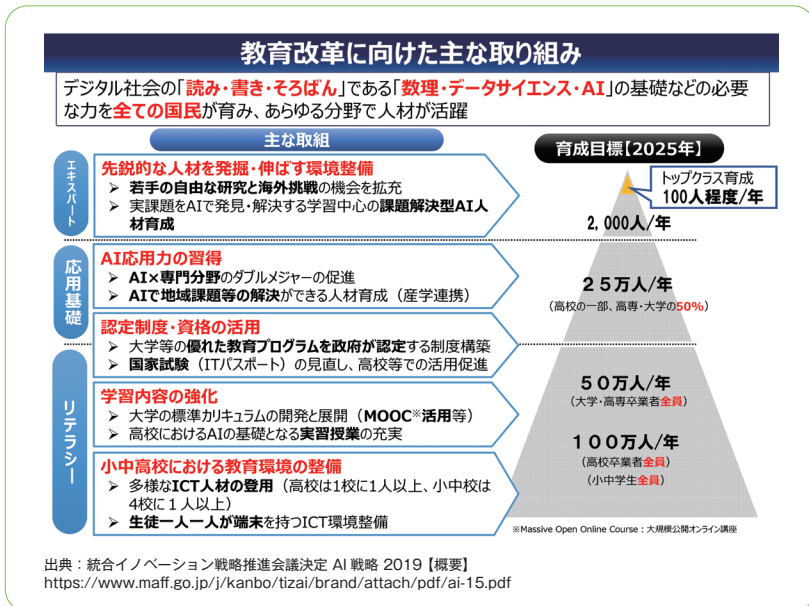 教育改革に向けた主な取り組み
デジタル社会の「読み・書き・そろばん」である「数理・データサイエンス・AI」の基礎などの必要
な力を全ての国民が育み、あらゆる分野で人材が活躍
主な取組
育成目標【2025年】
エキスパート
先鋭的な人材を発掘・伸ばす環境整備
➢ 若手の自由な研究と海外挑戦の機会を拡充
➢ 実課題をAIで発見・解決する学習中心の課題解決型AI人
材育成
トップクラス育成
100人程度/年
2,000人/年
応用基礎
AI応用力の習得
➢ AI×専門分野のダブルメジャーの促進
➢ AIで地域課題等の解決ができる人材育成（産学連携）
25万人/年
（高校の一部、高専・大学の50%）
認定制度・資格の活用
➢ 大学等の優れた教育プログラムを政府が認定する制度構築
➢ 国家試験（ITパスポート）の見直し、高校等での活用促進
リテラシー
学習内容の強化
➢ 大学の標準カリキュラムの開発と展開（MOOC※活用等）
➢ 高校におけるAIの基礎となる実習授業の充実
50万人/年
（大学・高専卒業者全員）
小中高校における教育環境の整備
➢ 多様なICT人材の登用（高校は1校に1人以上、小中校は
4校に１人以上）
➢ 生徒一人一人が端末を持つICT環境整備
100万人/年
（高校卒業者全員）
（小中学生全員）
※Massive Open Online Course：大規模公開オンライン講座
出典：統合イノベーション戦略推進会議決定 AI 戦略 2019【概要】
https://www.maff.go.jp/j/kanbo/tizai/brand/attach/pdf/ai-15.pdf